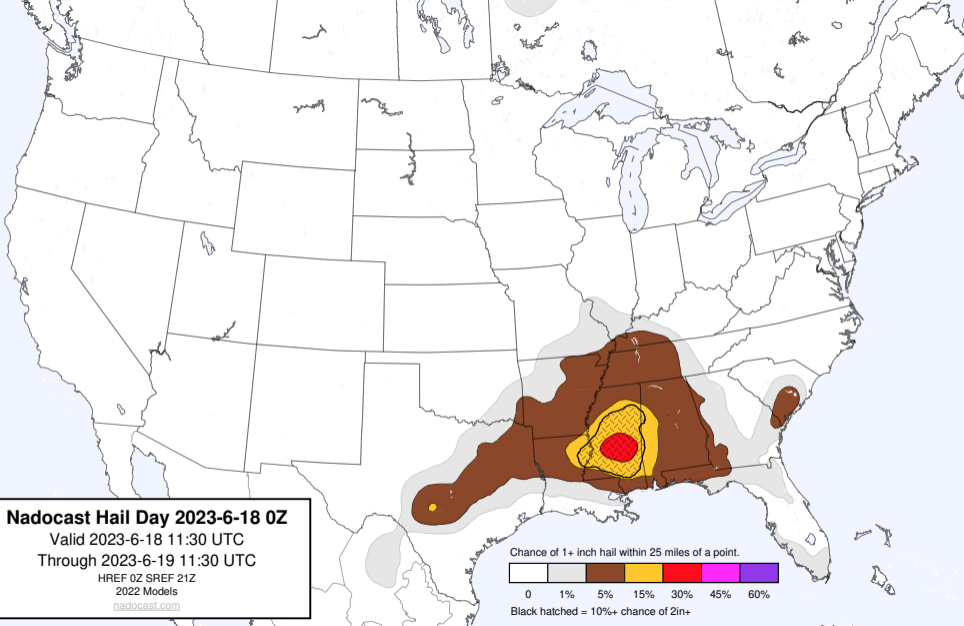 Nadocast Hail Day 2023-6-18 0Z
Valid 2023-6-18 11:30 UTC
Through 2023-6-19 11:30 UTC
HREF 0Z SREF 21Z
2022 Models
nadocast.com
Chance of 1+ inch hail within 25 miles of a point.
0 1% 5% 15% 30% 45% 60%
Black hatched = 10%+ chance of 2in+